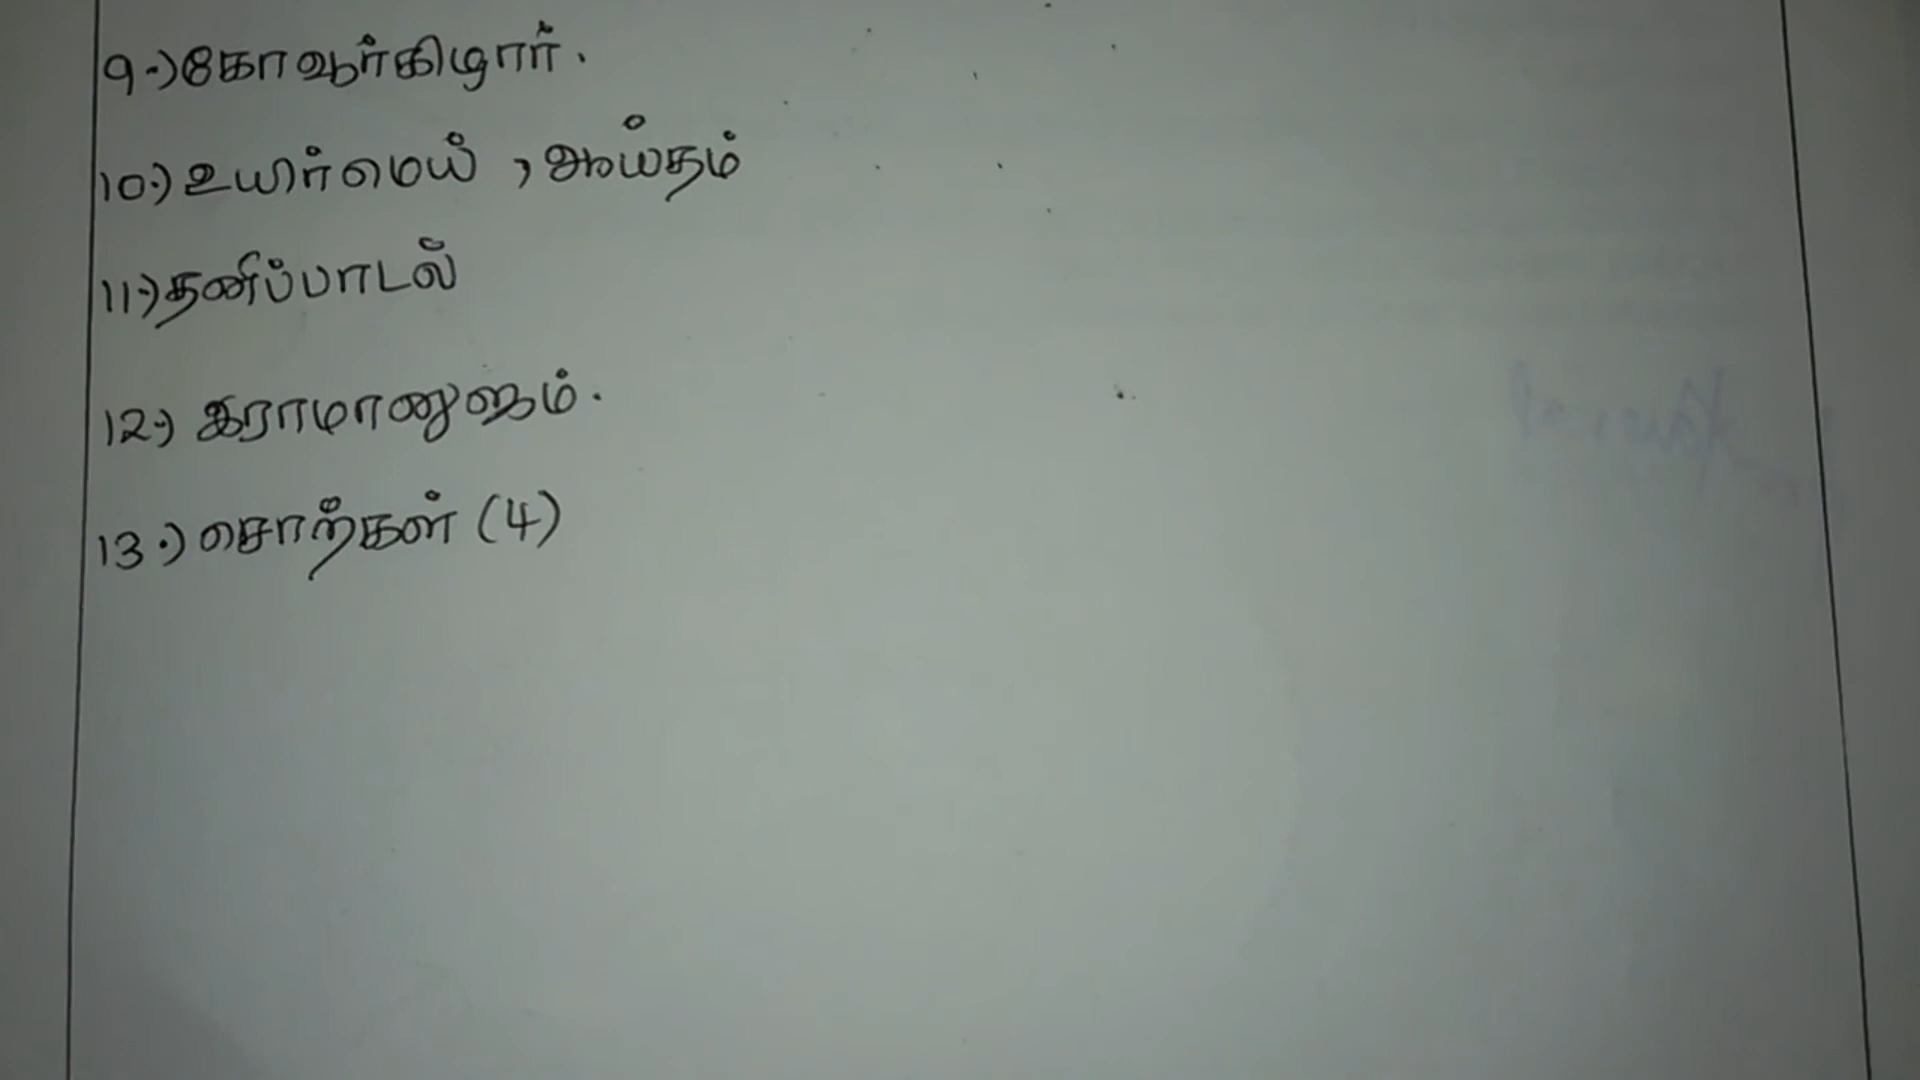 9.) கோவூர்கிழார்.
10.) உயிர்மெய் , ஆய்தம்
11.) தனிப்பாடல்
12.) இராமானுஜம்.
13.) சொற்கள் (4)